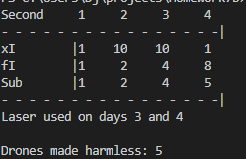 Second    1    2    3    4
- - - - - - - - - - - - - - - - -|
xI       |1    10   10   1
fI       |1    2    4    8
Sub      |1    2    4    5
- - - - - - - - - - - - - - - - -|
Laser used on days 3 and 4
Drones made harmless: 5